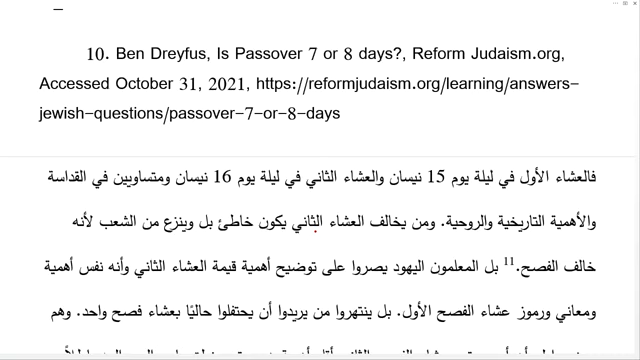 10. Ben Dreyfus, Is Passover 7 or 8 days?, Reform Judaism.org,
Accessed October 31, 2021, https://reformjudaism.org/learning/answers-
jewish-questions/passover-7-or-8-days
فالعشاء الأول في ليلة يوم 15 نيسان والعشاء الثاني في ليلة يوم 16 نيسان ومتساويين في القداسة
والأهمية التاريخية والروحية. ومن يخالف العشاء الثاني يكون خاطئ بل وينزع من الشعب لأنه
خالف الفصح.11 بل المعلمون اليهود يصروا على توضيح أهمية قيمة العشاء الثاني وأنه نفس أهمية
ومعاني ورموز عشاء الفصح الأول. بل ينتهروا من يريدوا أن يحتفلوا حاليًا بعشاء فصح واحد. وهم